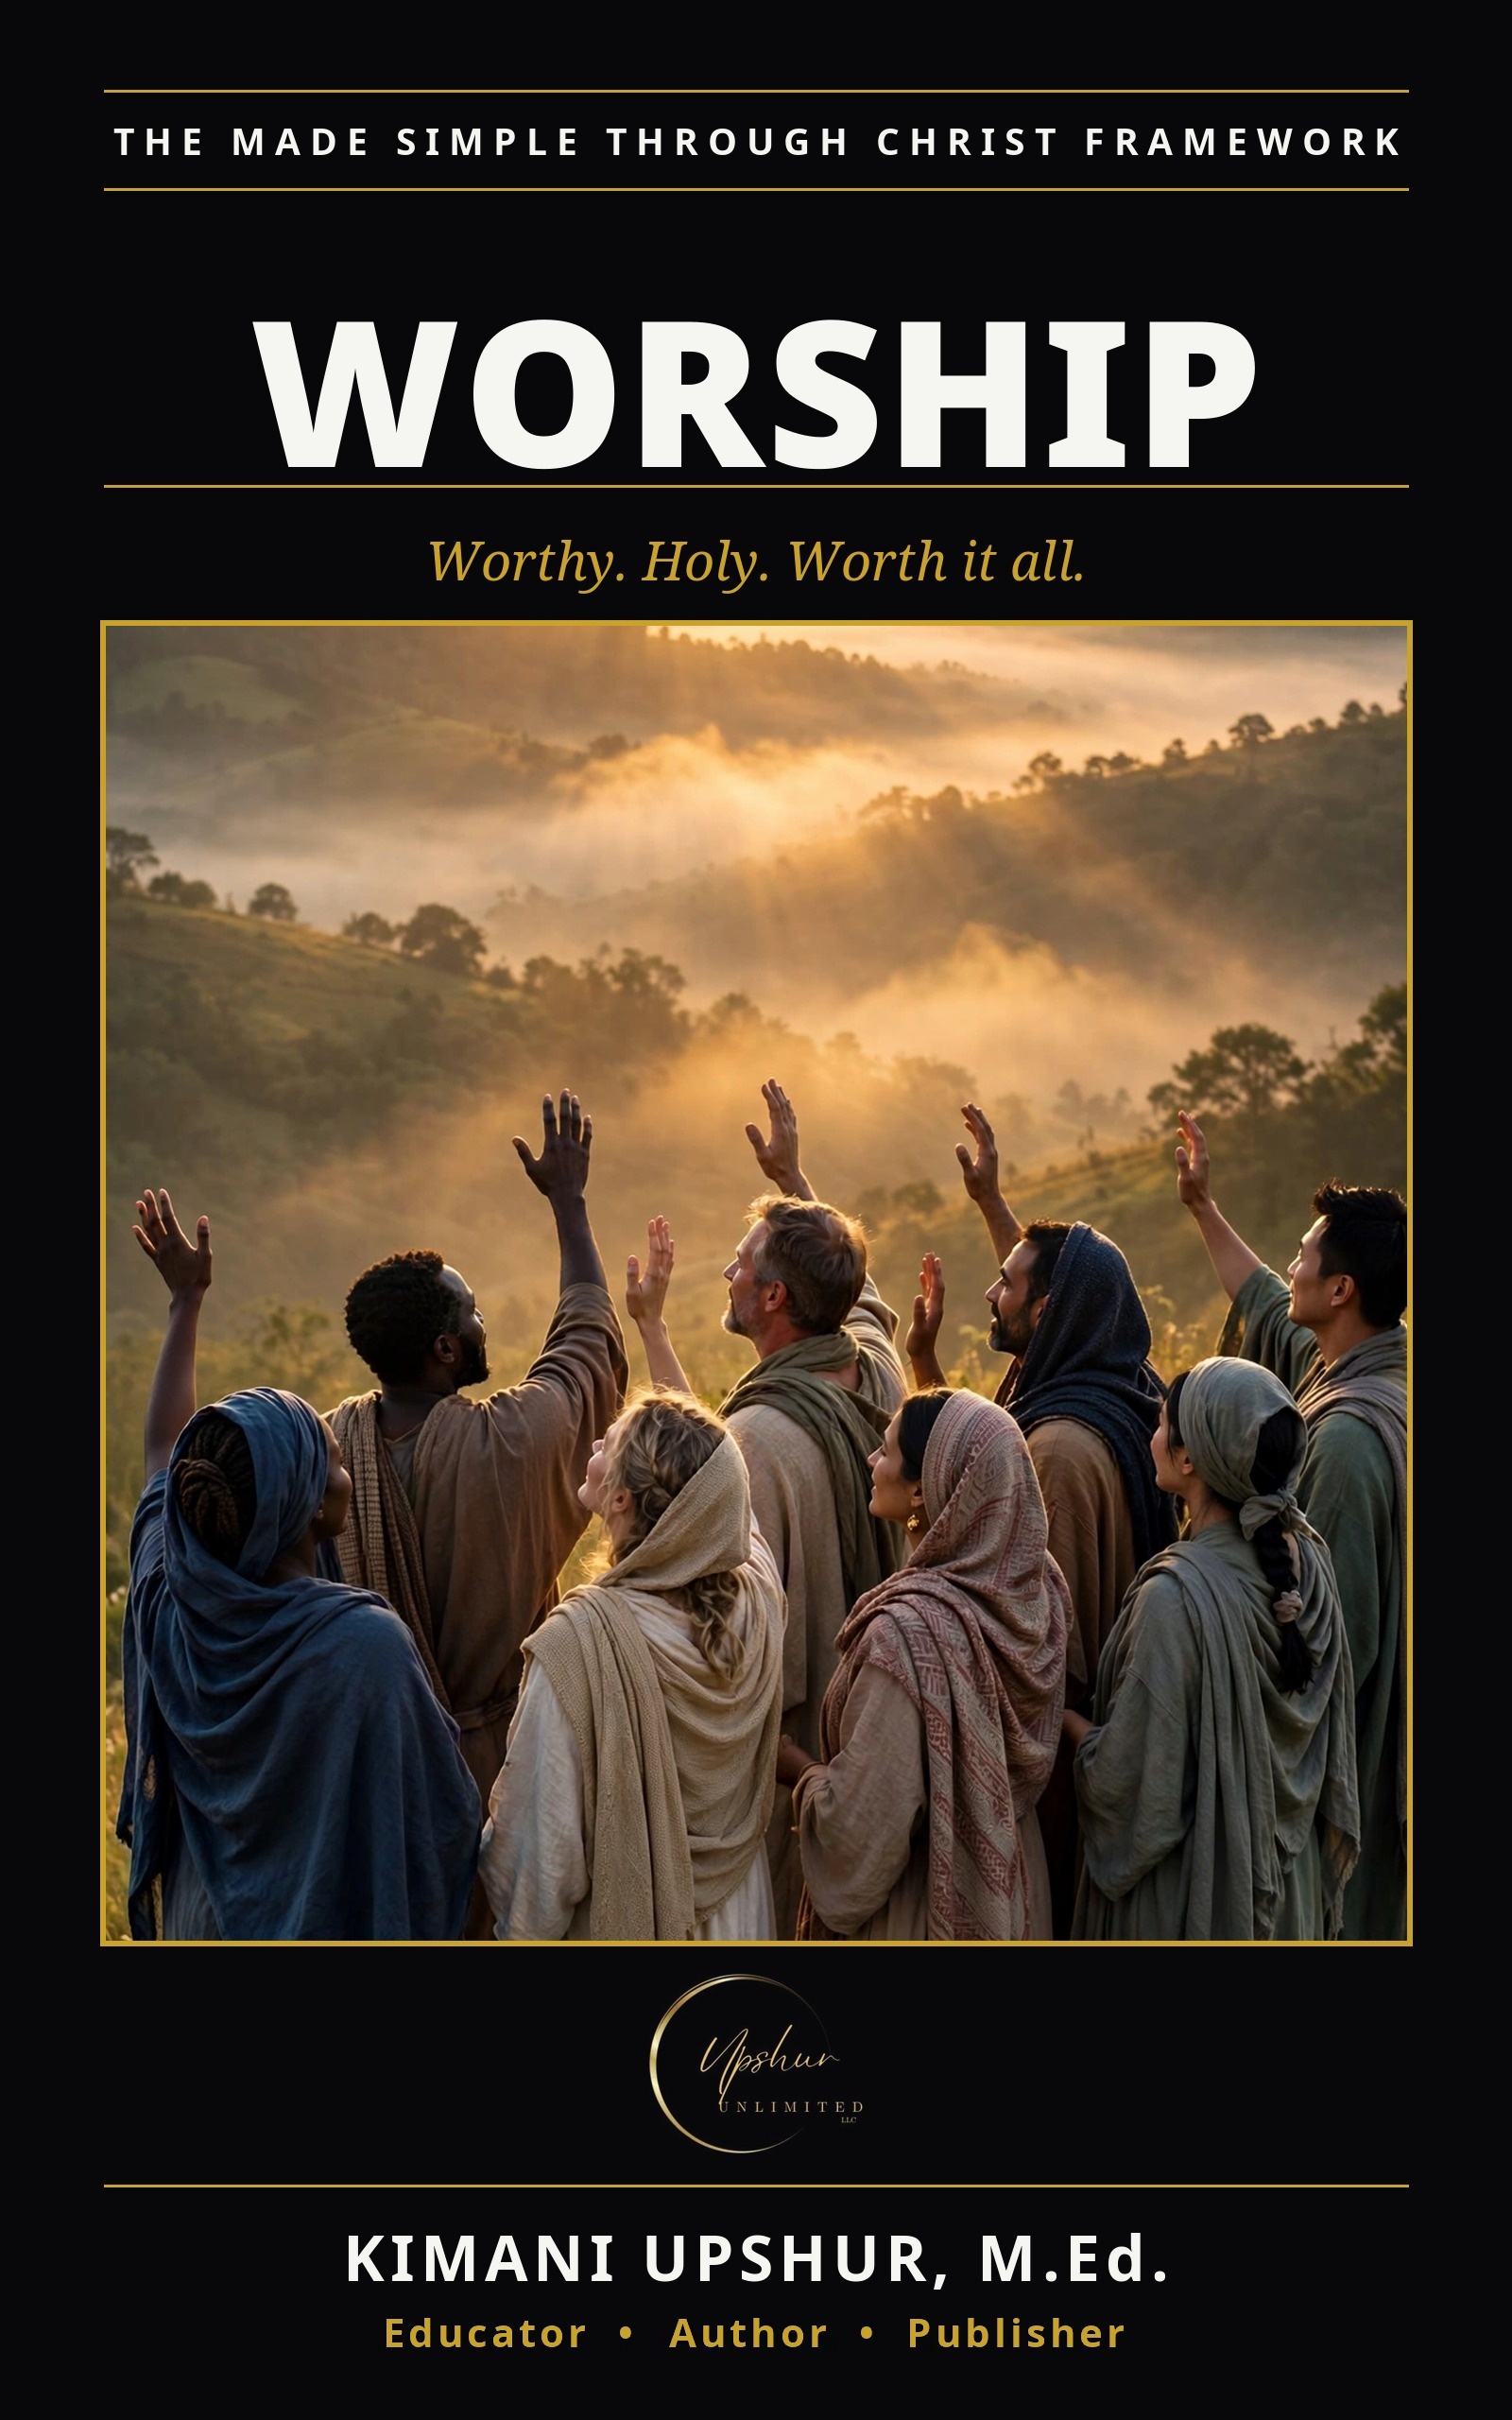 THE MADE SIMPLE THROUGH CHRIST FRAMEWORK
WORSHIP
Worthy. Holy. Worth it all.
Upshur
UNLIMITED
LLC
KIMANI UPSHUR, M.Ed.
Educator • Author • Publisher